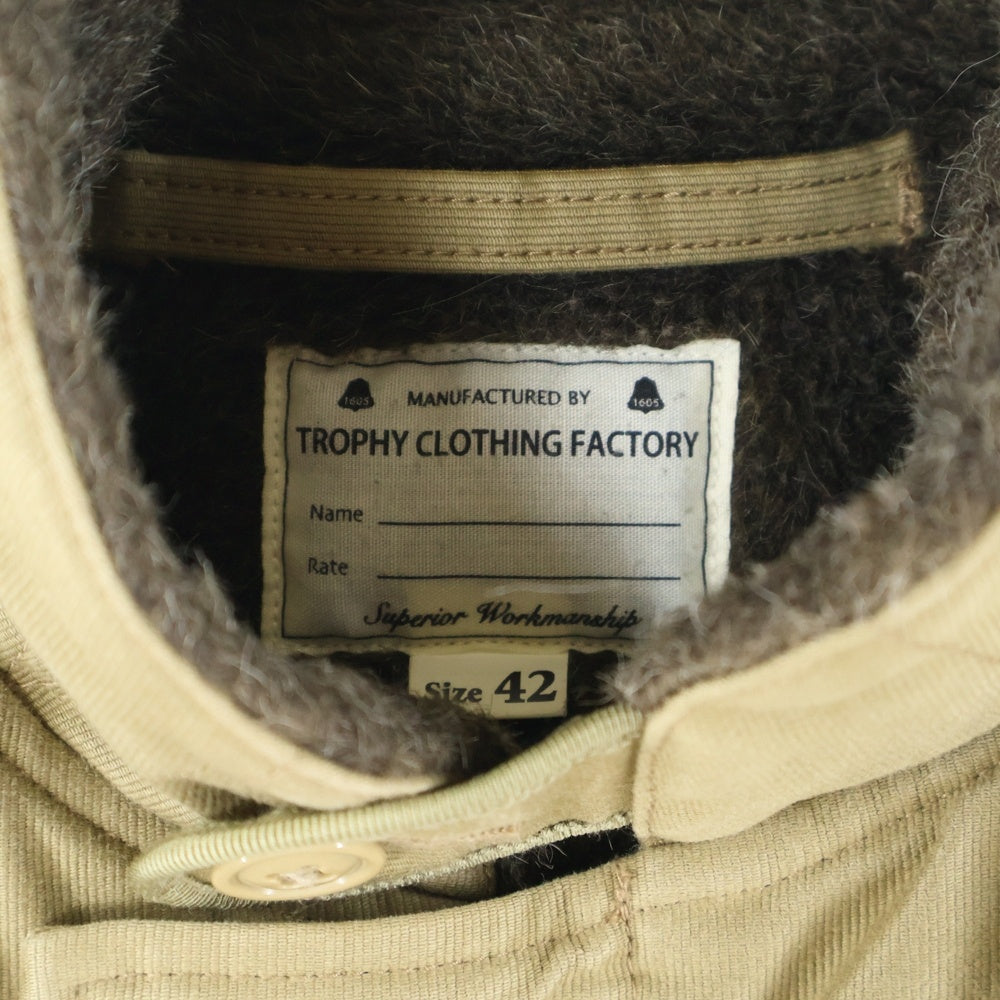 1605 MANUFACTURED BY 1605
TROPHY CLOTHING FACTORY
Name
Rate
Superior Workmanship
Size 42